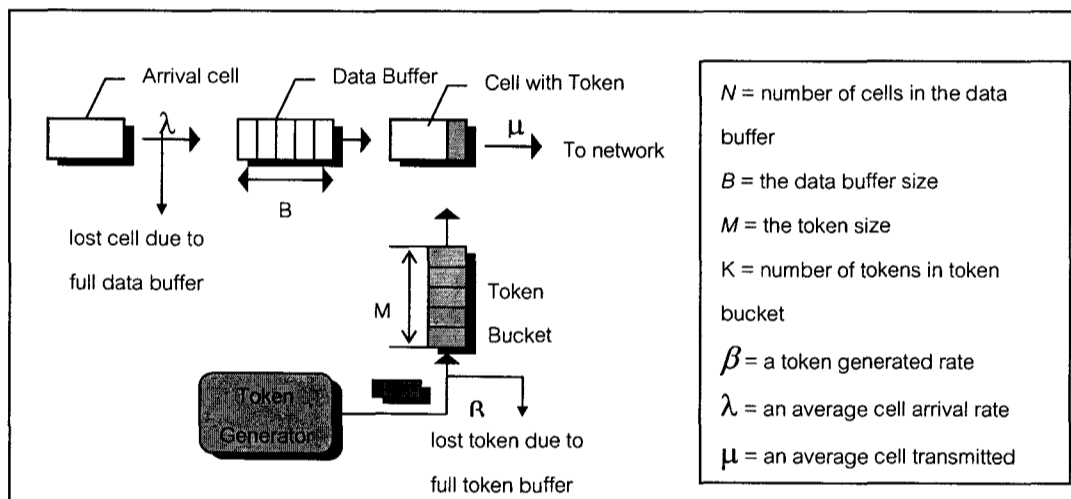 Arrival cell
Data Buffer
Cell with Token
λ
μ
To network
B
lost cell due to
full data buffer
M
Token
Bucket
Token
Generator
β
lost token due to
full token buffer
N = number of cells in the data
buffer
B = the data buffer size
M = the token size
K = number of tokens in token
bucket
β = a token generated rate
λ = an average cell arrival rate
μ = an average cell transmitted